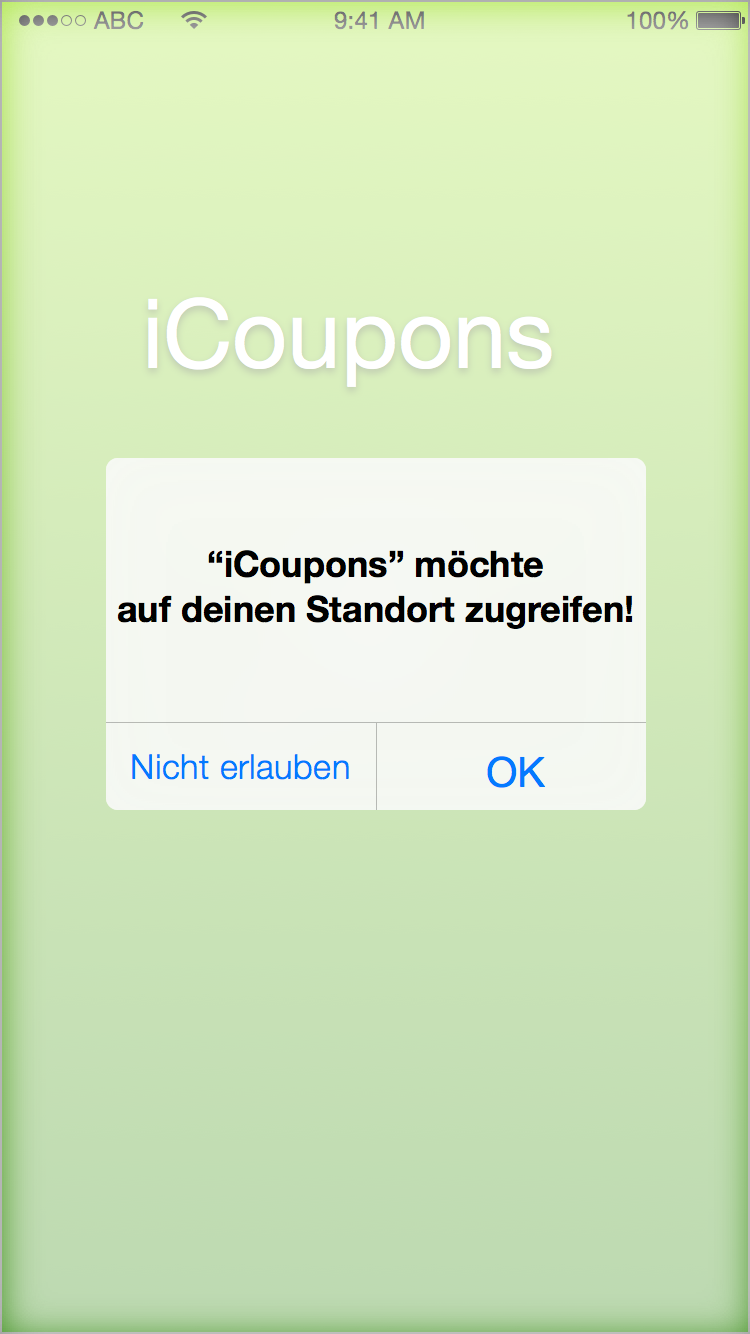 ABC 9:41 AM 100%
iCoupons
“iCoupons” möchte
auf deinen Standort zugreifen!
Nicht erlauben OK